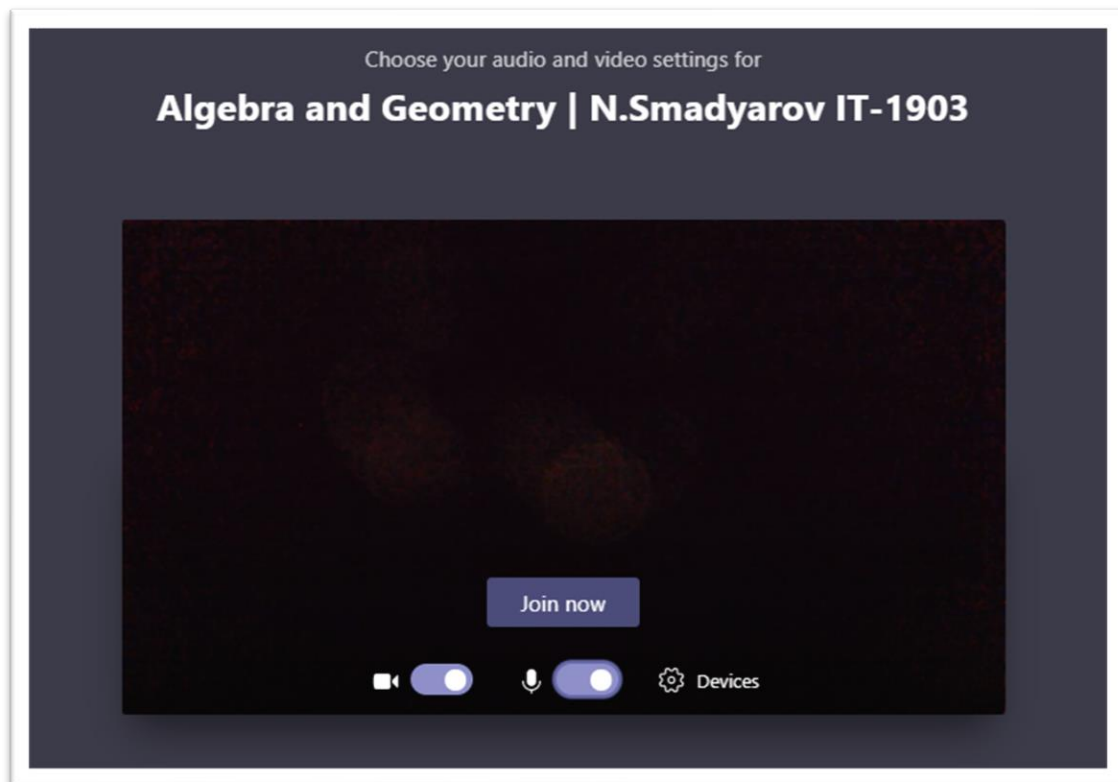 Choose your audio and video settings for
Algebra and Geometry | N.Smadyarov IT-1903
Join now
Devices